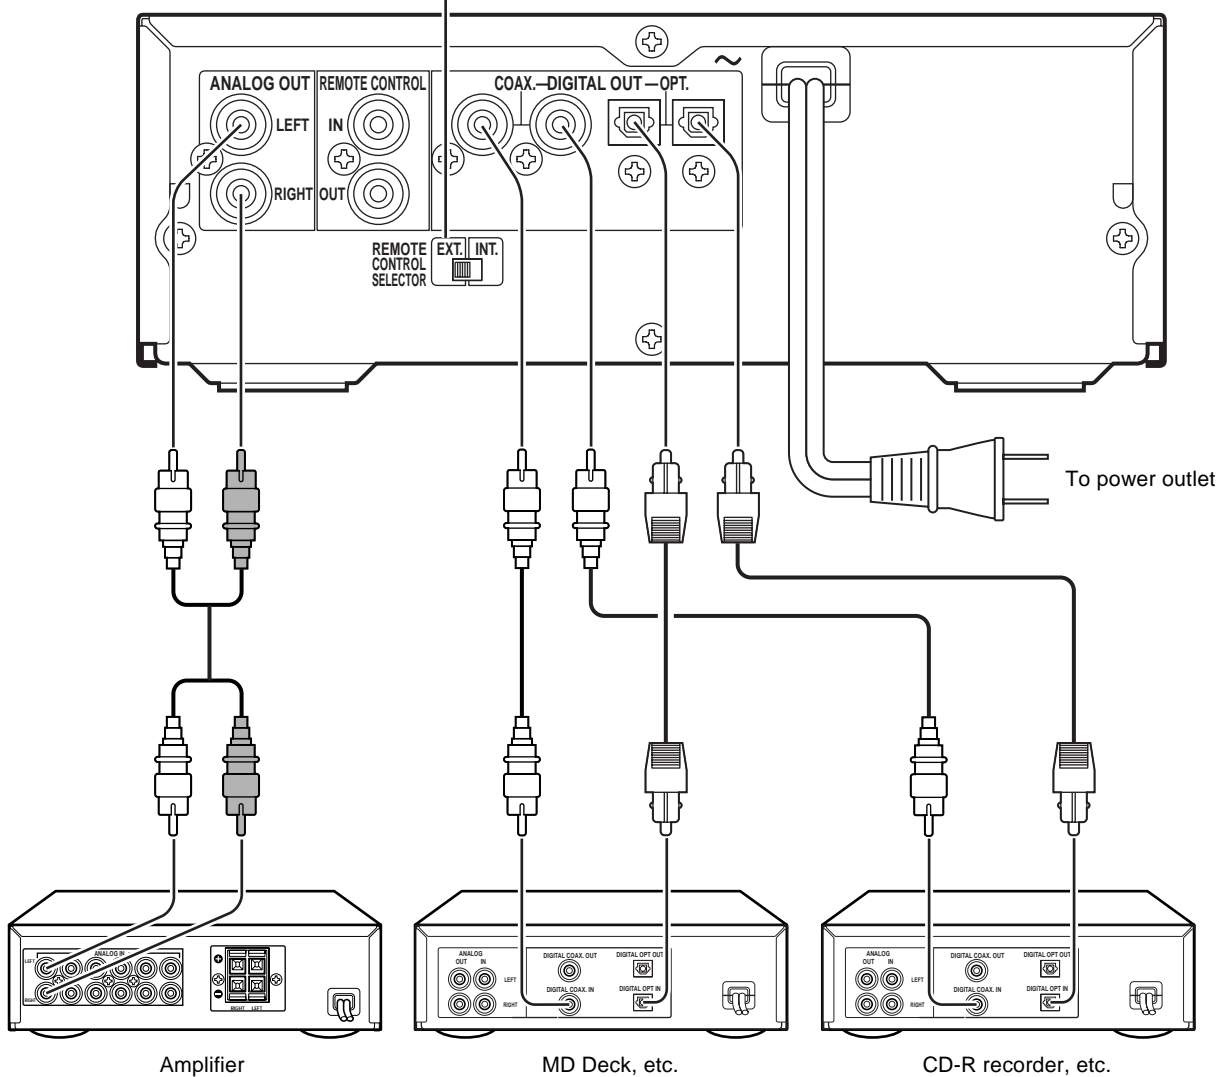 ANALOG OUT
REMOTE CONTROL
COAX.—DIGITAL OUT—OPT.
~
LEFT
IN
RIGHT
OUT
REMOTE CONTROL SELECTOR
EXT.
INT.
To power outlet
ANALOG IN
LEFT
RIGHT
RIGHT LEFT
ANALOG
OUT IN
LEFT
RIGHT
DIGITAL COAX. OUT
DIGITAL OPT OUT
DIGITAL COAX. IN
DIGITAL OPT IN
ANALOG
OUT IN
LEFT
RIGHT
DIGITAL COAX. OUT
DIGITAL OPT OUT
DIGITAL COAX. IN
DIGITAL OPT IN
Amplifier
MD Deck, etc.
CD-R recorder, etc.